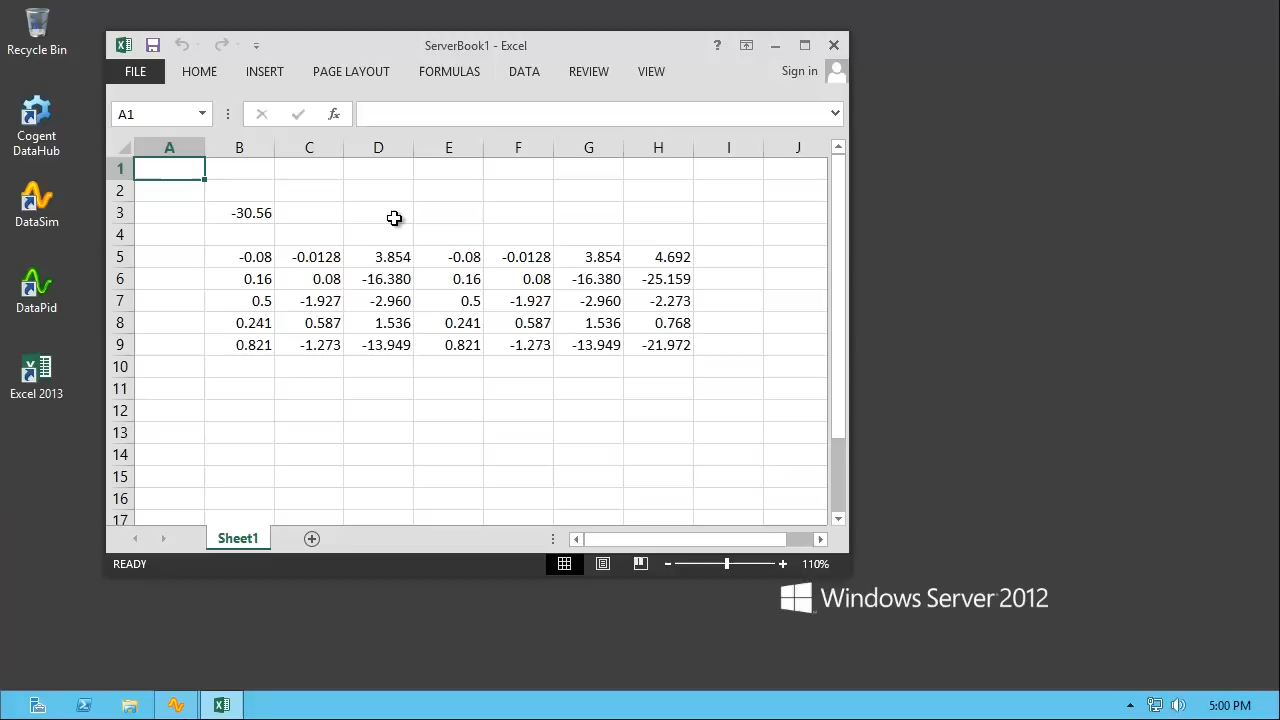 Recycle Bin
Cogent
DataHub
DataSim
DataPid
Excel 2013
ServerBook1 - Excel
?
FILE HOME INSERT PAGE LAYOUT FORMULAS DATA REVIEW VIEW Sign in
A1 fx
A B C D E F G H I J
1
2
3 -30.56
4
5 -0.08 -0.0128 3.854 -0.08 -0.0128 3.854 4.692
6 0.16 0.08 -16.380 0.16 0.08 -16.380 -25.159
7 0.5 -1.927 -2.960 0.5 -1.927 -2.960 -2.273
8 0.241 0.587 1.536 0.241 0.587 1.536 0.768
9 0.821 -1.273 -13.949 0.821 -1.273 -13.949 -21.972
10
11
12
13
14
15
16
17
Sheet1
READY 110%
Windows Server 2012
5:00 PM